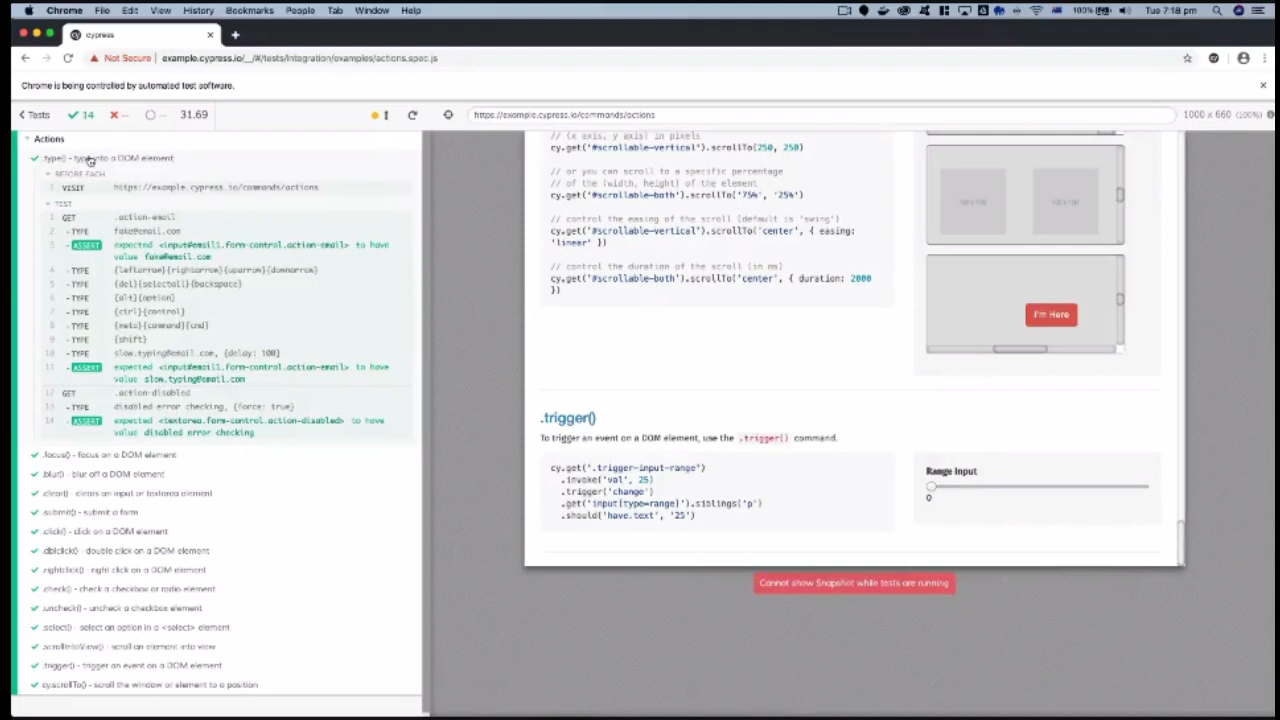 Chrome File Edit View History Bookmarks People Tab Window Help 100% Tue 7:18 pm
cypress
Not Secure example.cypress.io/__/#/tests/integration/examples/actions.spec.js
Chrome is being controlled by automated test software.
Tests 14 -- -- 31.69 https://example.cypress.io/commands/actions 1000 x 660 (100%)
Actions
.type() - type into a DOM element
BEFORE EACH
1 VISIT https://example.cypress.io/commands/actions
TEST
1 GET .action-email
2 - TYPE fake@email.com
3 - ASSERT expected <input#email1.form-control.action-email> to have
value fake@email.com
4 - TYPE {leftarrow}{rightarrow}{uparrow}{downarrow}
5 - TYPE {del}{selectall}{backspace}
6 - TYPE {alt}{option}
7 - TYPE {ctrl}{control}
8 - TYPE {meta}{command}{cmd}
9 - TYPE {shift}
10 - TYPE slow.typing@email.com, {delay: 100}
11 - ASSERT expected <input#email1.form-control.action-email> to have
value slow.typing@email.com
12 GET .action-disabled
13 - TYPE disabled error checking, {force: true}
14 - ASSERT expected <textarea.form-control.action-disabled> to have
value disabled error checking
.focus() - focus on a DOM element
.blur() - blur off a DOM element
.clear() - clears an input or textarea element
.submit() - submit a form
.click() - click on a DOM element
.dblclick() - double click on a DOM element
.rightclick() - right click on a DOM element
.check() - check a checkbox or radio element
.uncheck() - uncheck a checkbox element
.select() - select an option in a <select> element
.scrollIntoView() - scroll an element into view
.trigger() - trigger an event on a DOM element
cy.scrollTo() - scroll the window or element to a position
// (x axis, y axis) in pixels
cy.get('#scrollable-vertical').scrollTo(250, 250)
// or you can scroll to a specific percentage
// of the (width, height) of the element
cy.get('#scrollable-both').scrollTo('75%', '25%')
// control the easing of the scroll (default is 'swing')
cy.get('#scrollable-vertical').scrollTo('center', { easing:
'linear' })
// control the duration of the scroll (in ms)
cy.get('#scrollable-both').scrollTo('center', { duration: 2000
})
I'm Here
.trigger()
To trigger an event on a DOM element, use the .trigger() command.
cy.get('.trigger-input-range')
.invoke('val', 25)
.trigger('change')
.get('input[type=range]').siblings('p')
.should('have.text', '25')
Range Input
0
Cannot show Snapshot while tests are running